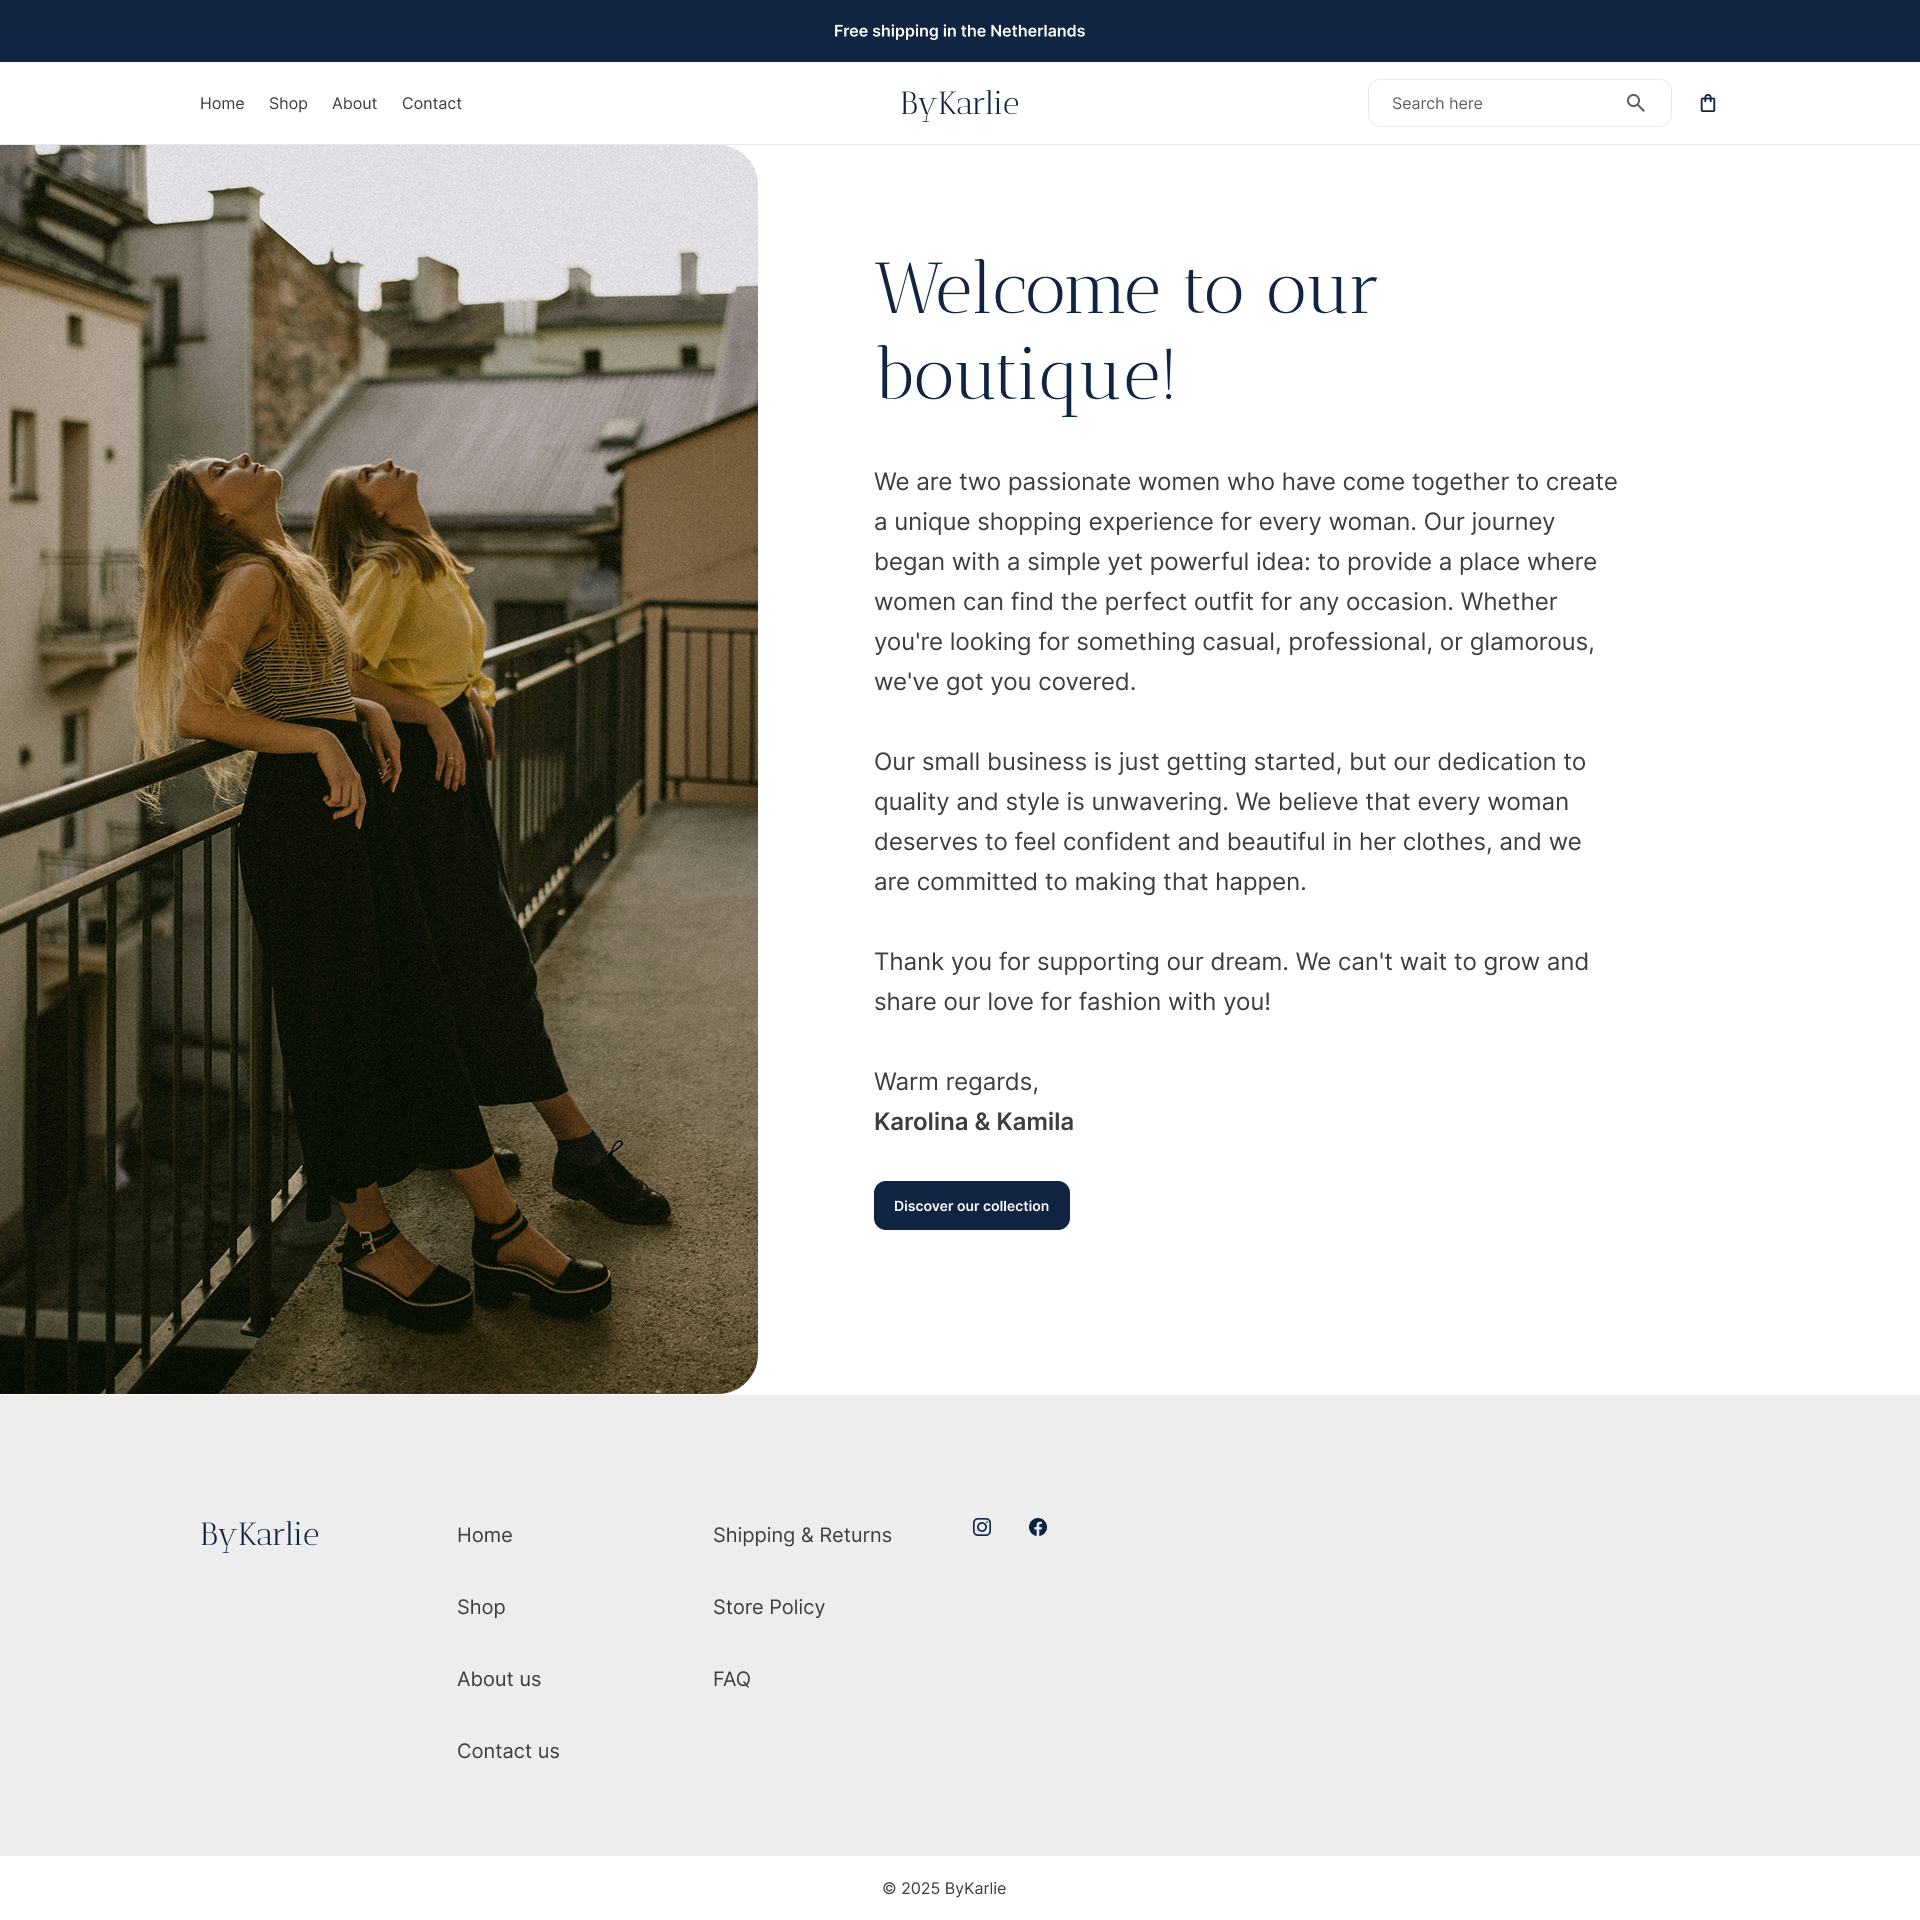 Free shipping in the Netherlands
Home Shop About Contact
ByKarlie
Search here
Welcome to our
boutique!
We are two passionate women who have come together to create
a unique shopping experience for every woman. Our journey
began with a simple yet powerful idea: to provide a place where
women can find the perfect outfit for any occasion. Whether
you're looking for something casual, professional, or glamorous,
we've got you covered.
Our small business is just getting started, but our dedication to
quality and style is unwavering. We believe that every woman
deserves to feel confident and beautiful in her clothes, and we
are committed to making that happen.
Thank you for supporting our dream. We can't wait to grow and
share our love for fashion with you!
Warm regards,
Karolina & Kamila
Discover our collection
ByKarlie
Home
Shop
About us
Contact us
Shipping & Returns
Store Policy
FAQ
© 2025 ByKarlie